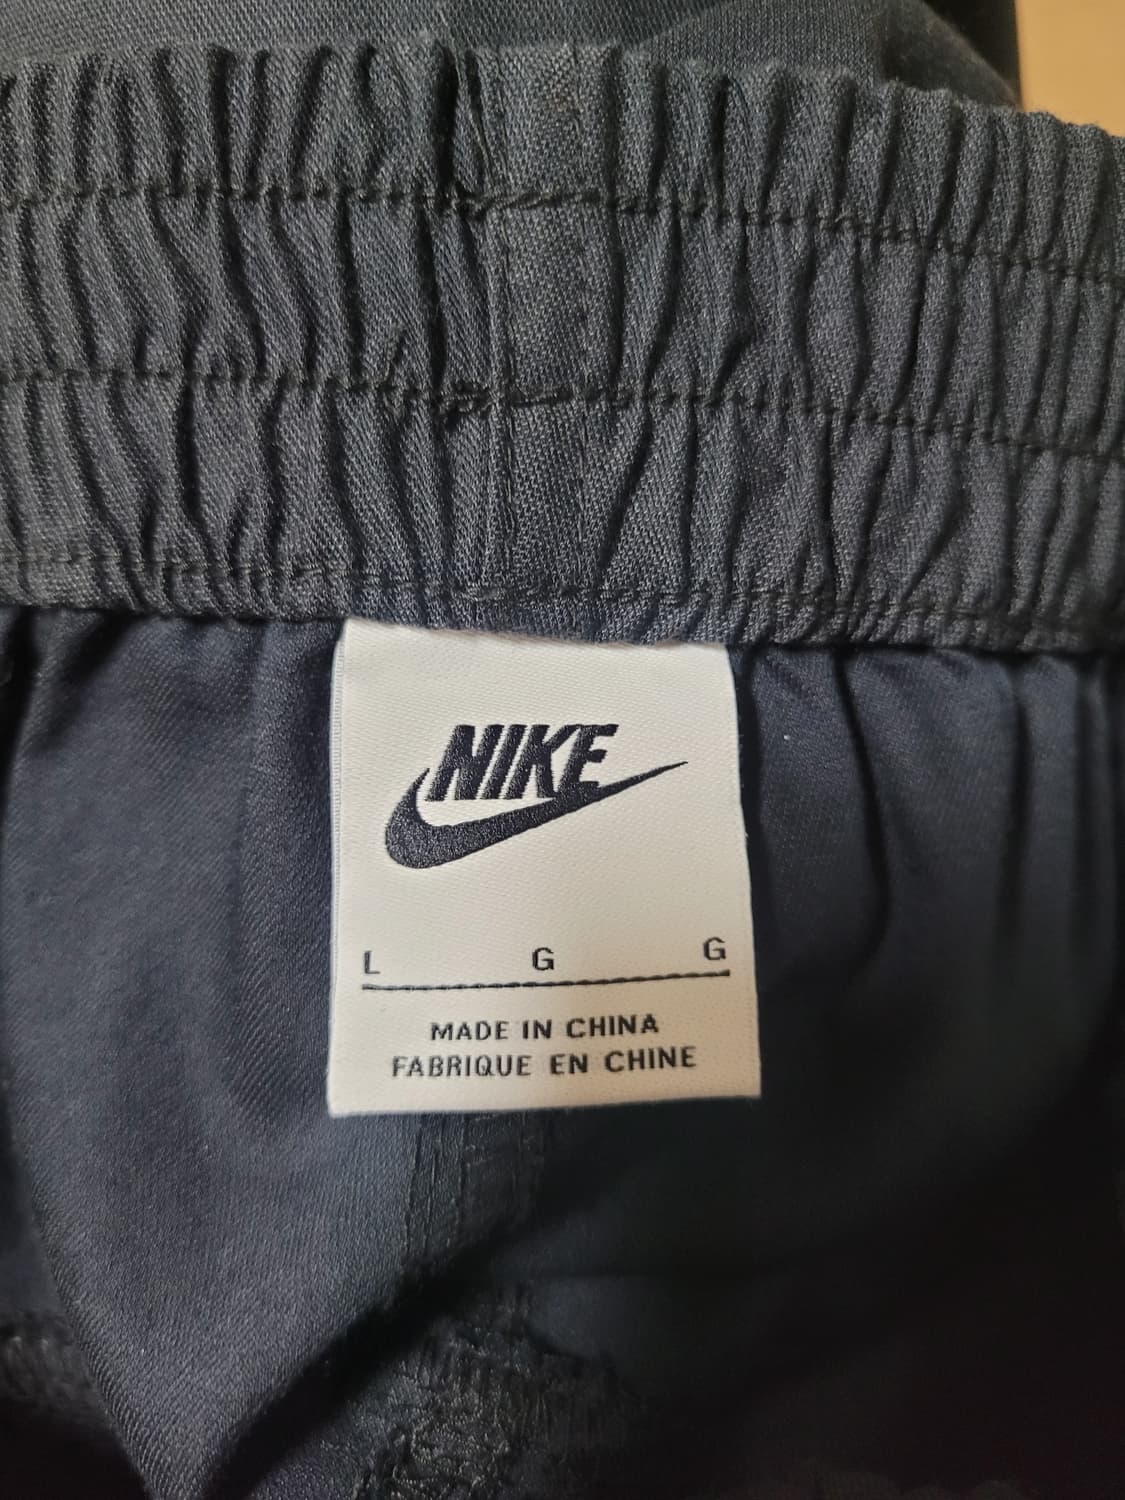 NIKE
L G G
MADE IN CHINA
FABRIQUE EN CHINE